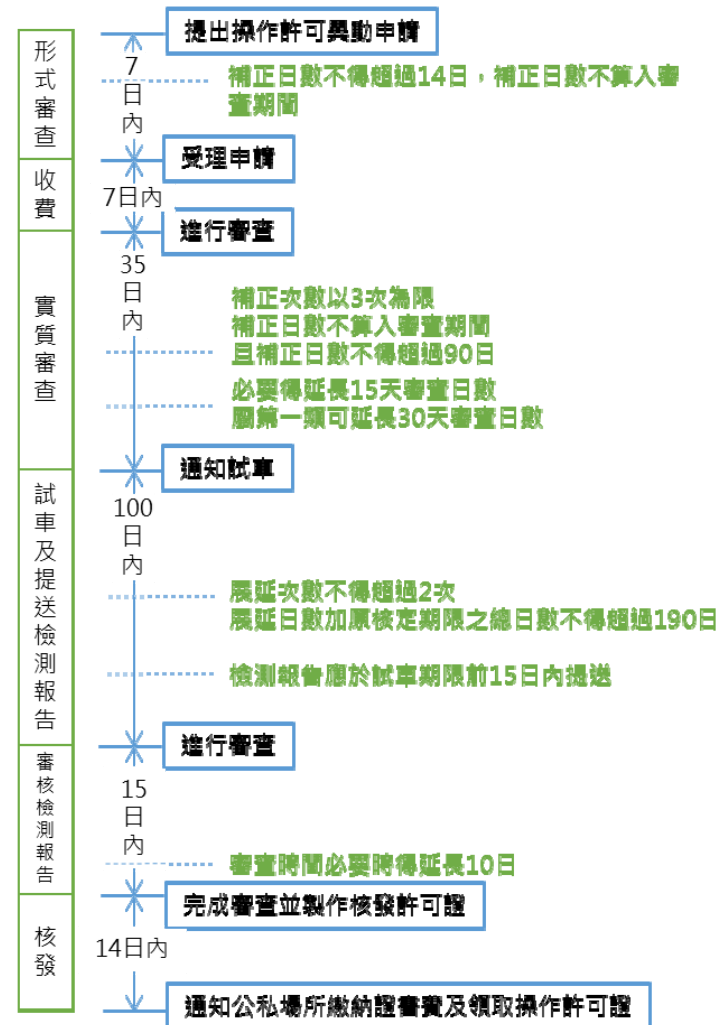 提出操作許可異動申請
形式審查
7日內
補正日數不得超過14日，補正日數不算入審
查期間
受理申請
收費
7日內
進行審查
實質審查
35日內
補正次數以3次為限
補正日數不算入審查期間
且補正日數不得超過90日
必要得延長15天審查日數
屬第一類可延長30天審查日數
通知試車
試車及提送檢測報告
100日內
展延次數不得超過2次
展延日數加原核定期限之總日數不得超過190日
檢測報告應於試車期限前15日內提送
進行審查
審核檢測報告
15日內
審查時間必要時得延長10日
完成審查並製作核發許可證
核發
14日內
通知公私場所繳納證書費及領取操作許可證